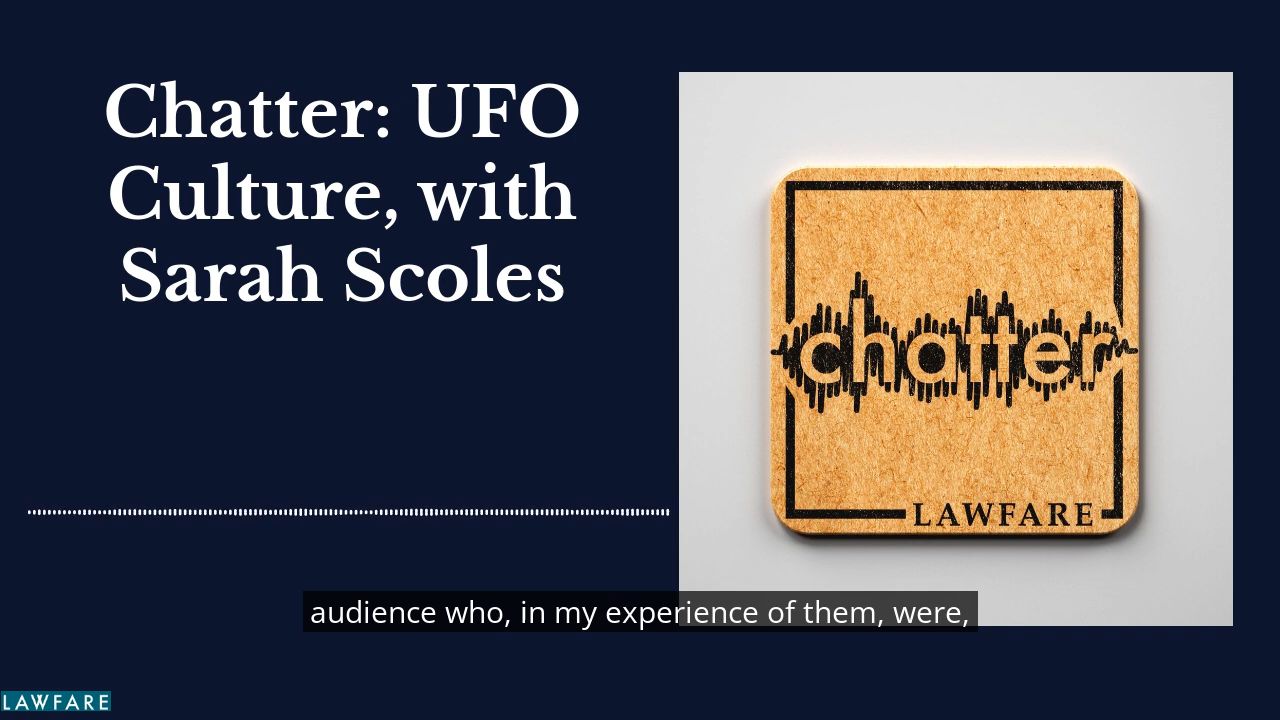 Chatter: UFO
Culture, with
Sarah Scoles
chatter
LAWFARE
audience who, in my experience of them, were,
LAWFARE